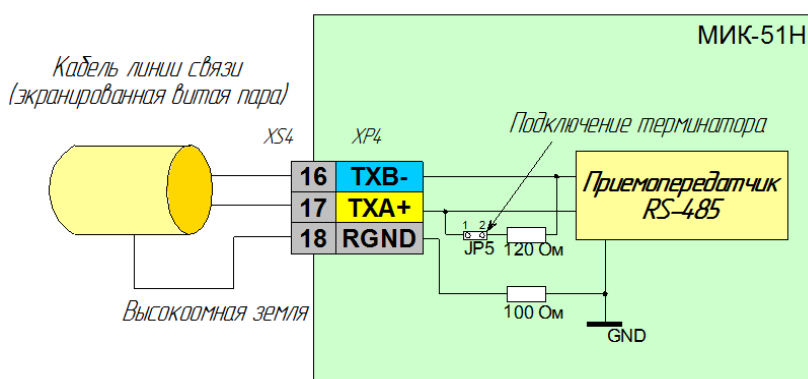 МИК-51Н
Кабель линии связи
(экранированная витая пара)
Подключение терминатора
XS4
XP4
16
TXB-
17
TXA+
18
RGND
1 2
JP5
120 Ом
Приемопередатчик
RS-485
100 Ом
Высокоомная земля
GND